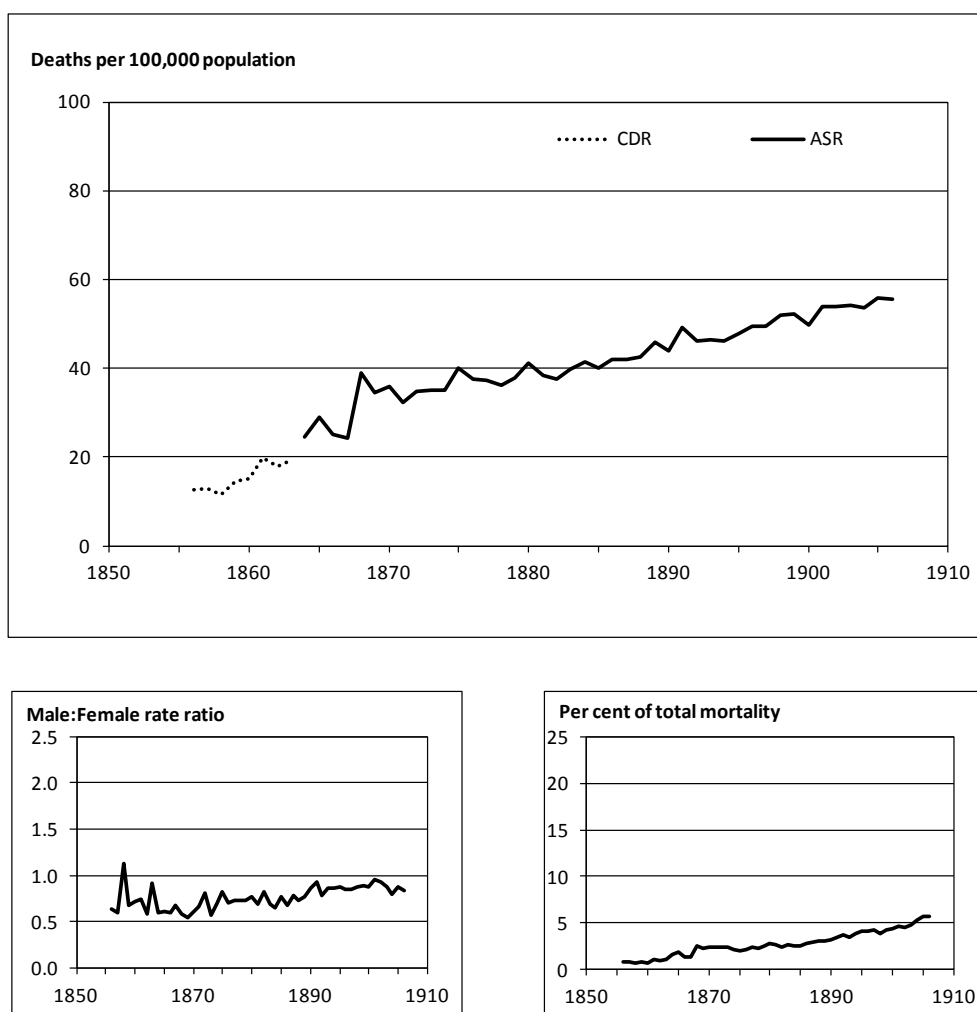 Deaths per 100,000 population
100
CDR ASR
80
60
40
20
0
1850 1860 1870 1880 1890 1900 1910
Male:Female rate ratio
2.5
2.0
1.5
1.0
0.5
0.0
1850 1870 1890 1910
Per cent of total mortality
25
20
15
10
5
0
1850 1870 1890 1910